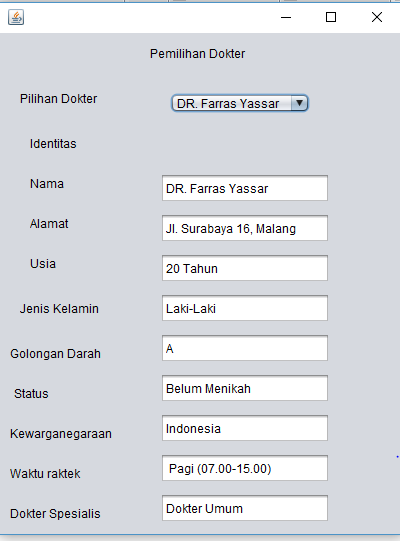 Pemilihan Dokter
Pilihan Dokter DR. Farras Yassar
Identitas
Nama DR. Farras Yassar
Alamat Jl. Surabaya 16, Malang
Usia 20 Tahun
Jenis Kelamin Laki-Laki
Golongan Darah A
Status Belum Menikah
Kewarganegaraan Indonesia
Waktu raktek Pagi (07.00-15.00)
Dokter Spesialis Dokter Umum